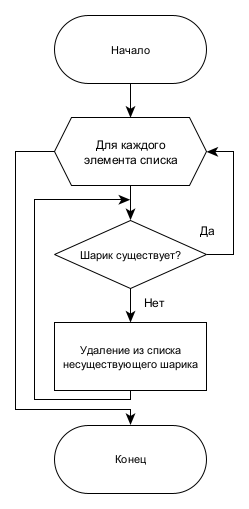 Начало
Для каждого
элемента списка
Шарик существует?
Да
Нет
Удаление из списка
несуществующего шарика
Конец